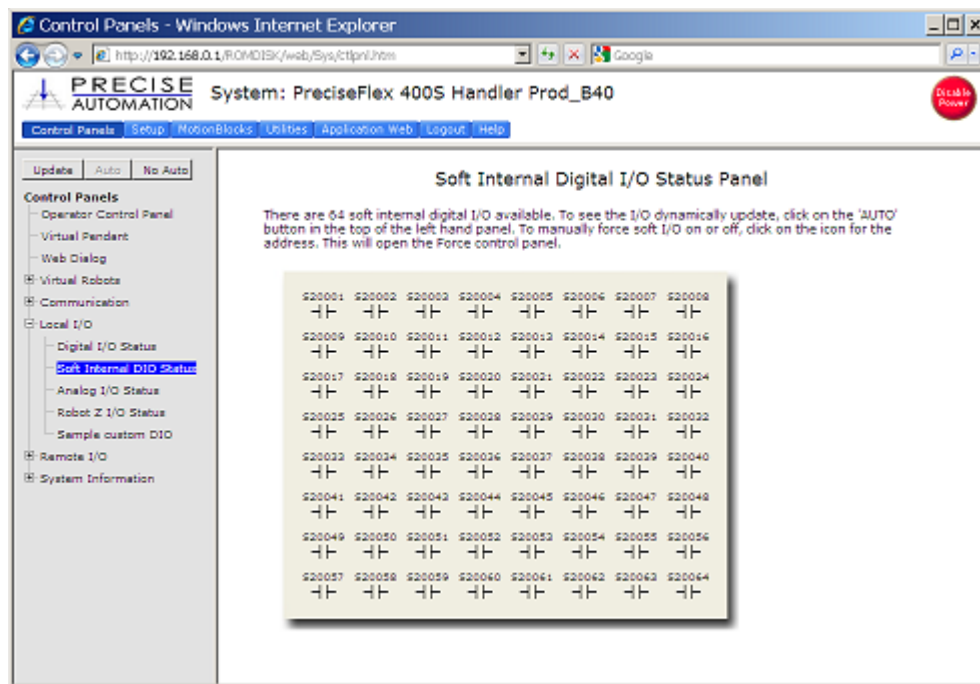 Control Panels - Windows Internet Explorer
http://192.168.0.1/ROMDISK/web/Sys/ctlpnl.htm
Google
PRECISE
AUTOMATION
System: PreciseFlex 400S Handler Prod_B40
Disable
Power
Control Panels Setup MotionBlocks Utilities Application Web Logout Help
Update Auto No Auto
Control Panels
Operator Control Panel
Virtual Pendant
Web Dialog
Virtual Robots
Communication
Local I/O
Digital I/O Status
Soft Internal DIO Status
Analog I/O Status
Robot Z I/O Status
Sample custom DIO
Remote I/O
System Information
Soft Internal Digital I/O Status Panel
There are 64 soft internal digital I/O available. To see the I/O dynamically update, click on the 'AUTO'
button in the top of the left hand panel. To manually force soft I/O on or off, click on the icon for the
address. This will open the Force control panel.
S20001 S20002 S20003 S20004 S20005 S20006 S20007 S20008
S20009 S20010 S20011 S20012 S20013 S20014 S20015 S20016
S20017 S20018 S20019 S20020 S20021 S20022 S20023 S20024
S20025 S20026 S20027 S20028 S20029 S20030 S20031 S20032
S20033 S20034 S20035 S20036 S20037 S20038 S20039 S20040
S20041 S20042 S20043 S20044 S20045 S20046 S20047 S20048
S20049 S20050 S20051 S20052 S20053 S20054 S20055 S20056
S20057 S20058 S20059 S20060 S20061 S20062 S20063 S20064